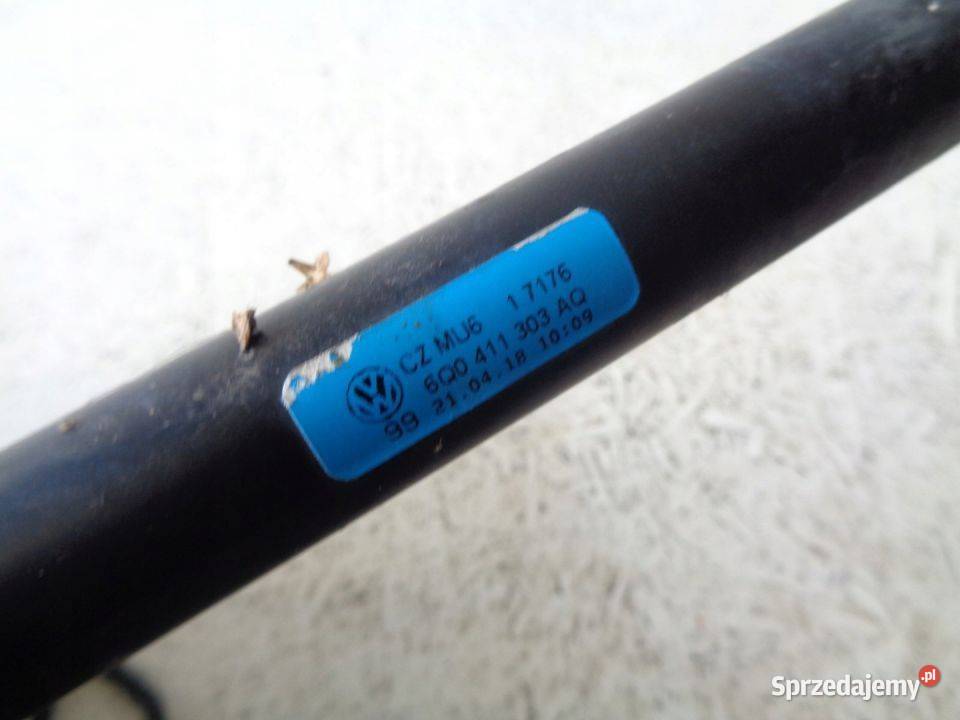 CZ MU6 1 7176
6Q0 411 303 AQ
99 21.04.18 10:09
Sprzedajemy.pl